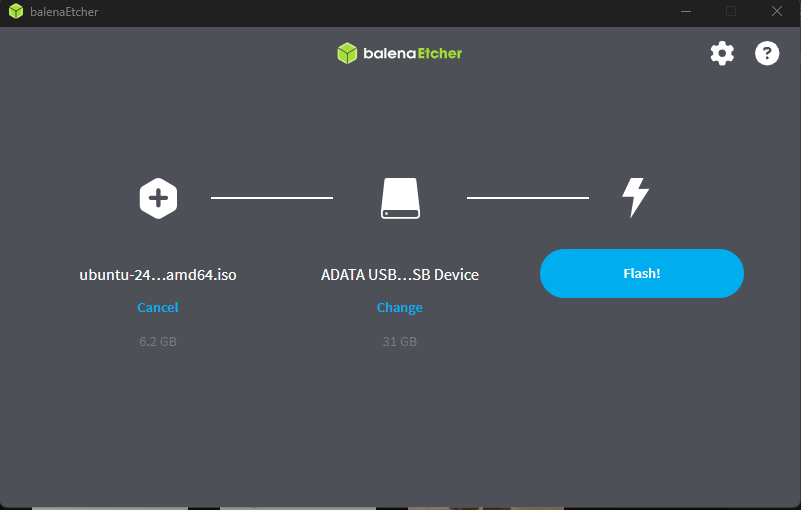 balenaEtcher
balenaEtcher
ubuntu-24...amd64.iso
ADATA USB...SB Device
Flash!
Cancel
Change
6.2 GB
31 GB